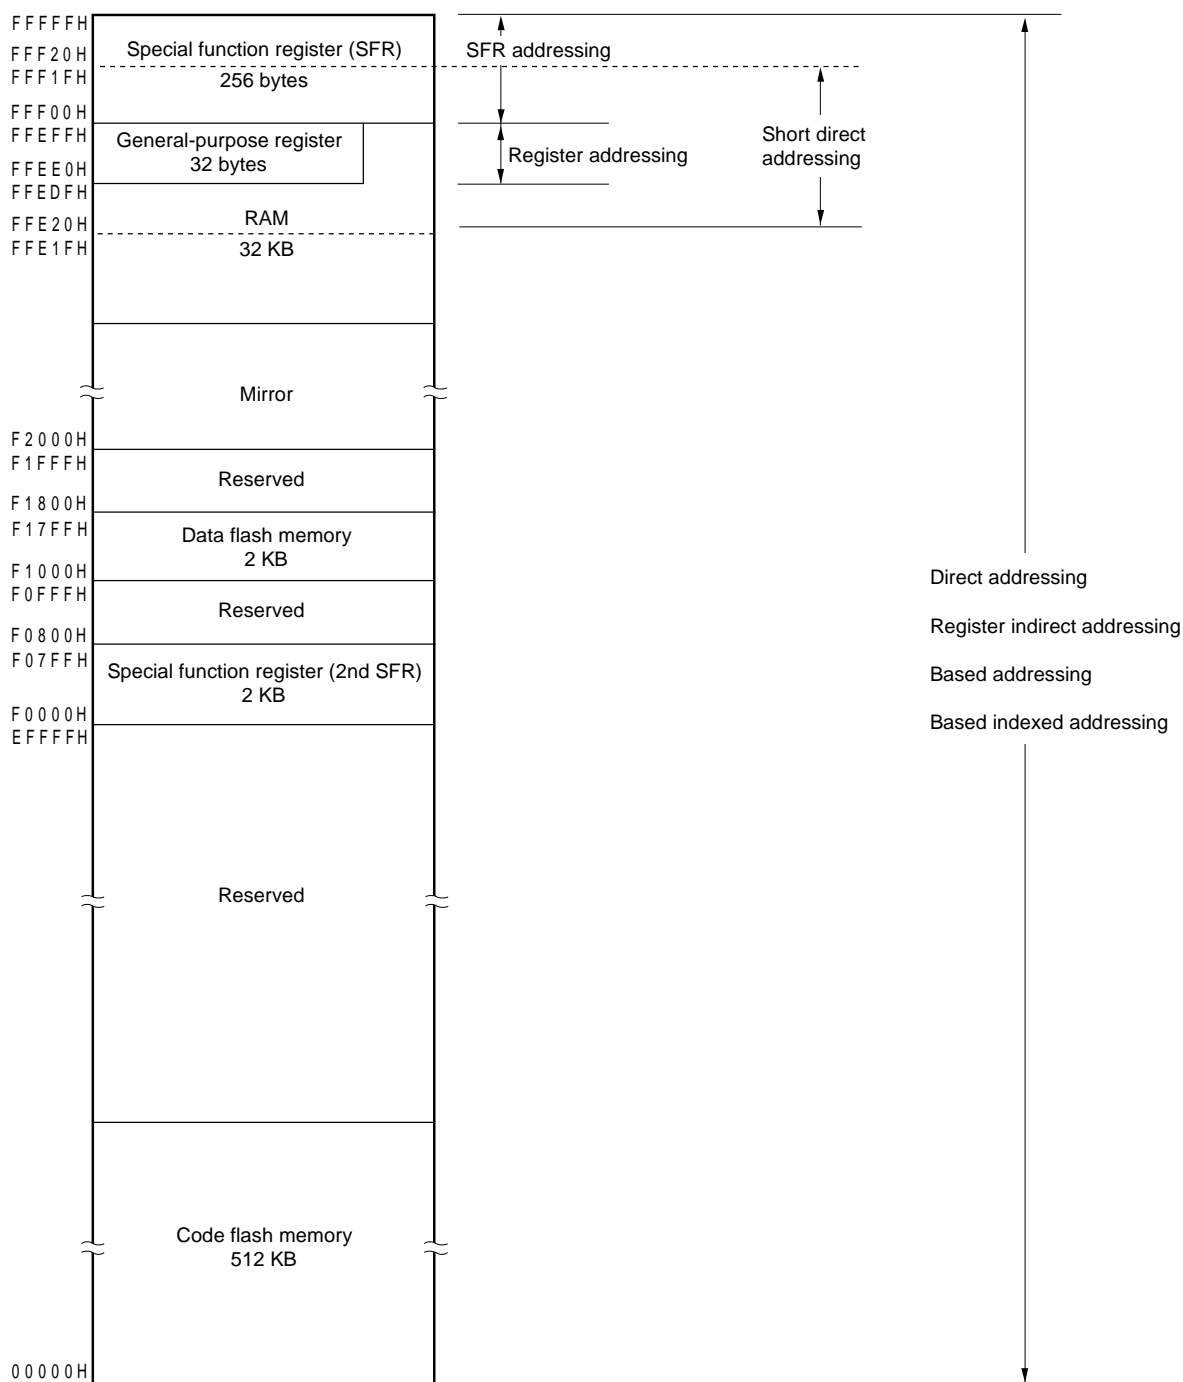 FFFFFH
Special function register (SFR)
256 bytes
SFR addressing
FFF20H
FFF1FH
FFF00H
FFEFFH
General-purpose register
32 bytes
Register addressing
Short direct
addressing
FFEE0H
FFEDFH
RAM
32 KB
FFE20H
FFE1FH
Mirror
F2000H
F1FFFH
Reserved
F1800H
F17FFH
Data flash memory
2 KB
F1000H
F0FFFH
Reserved
F0800H
F07FFH
Special function register (2nd SFR)
2 KB
F0000H
EFFFFH
Direct addressing
Register indirect addressing
Based addressing
Based indexed addressing
Reserved
Code flash memory
512 KB
00000H